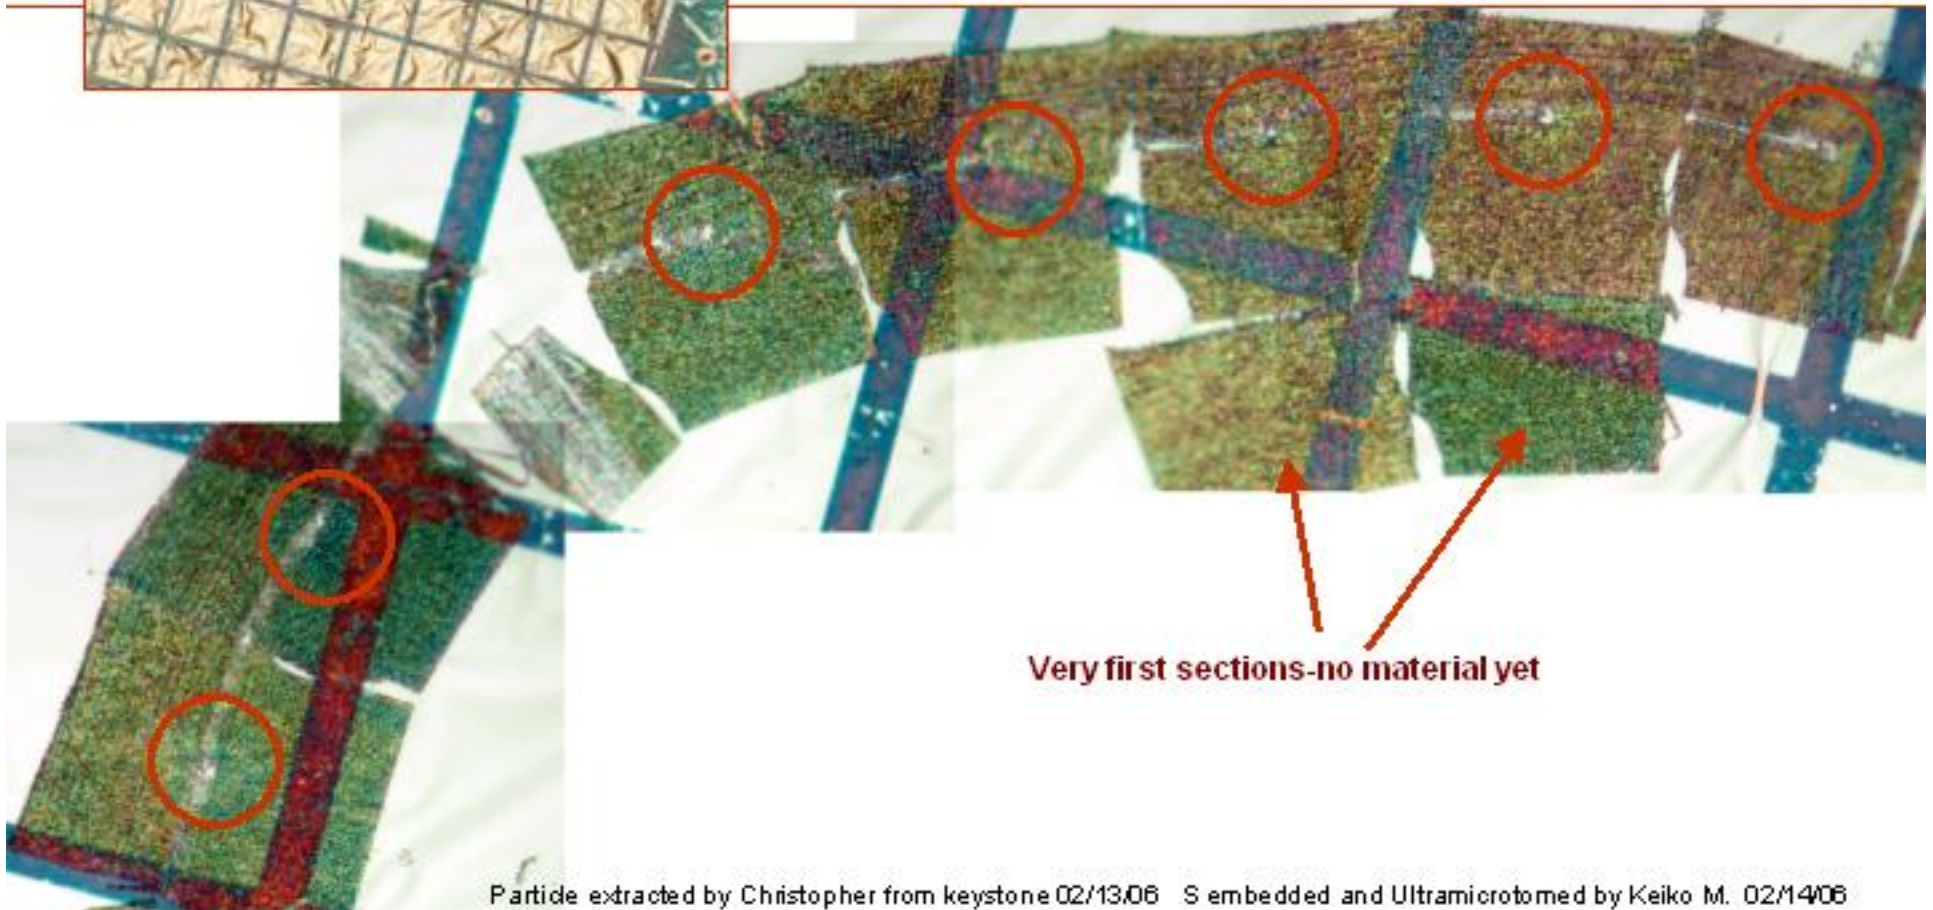 Very first sections-no material yet
Particle extracted by Christopher from keystone 02/13/06 S embedded and Ultramicrotomed by Keiko M. 02/14/06